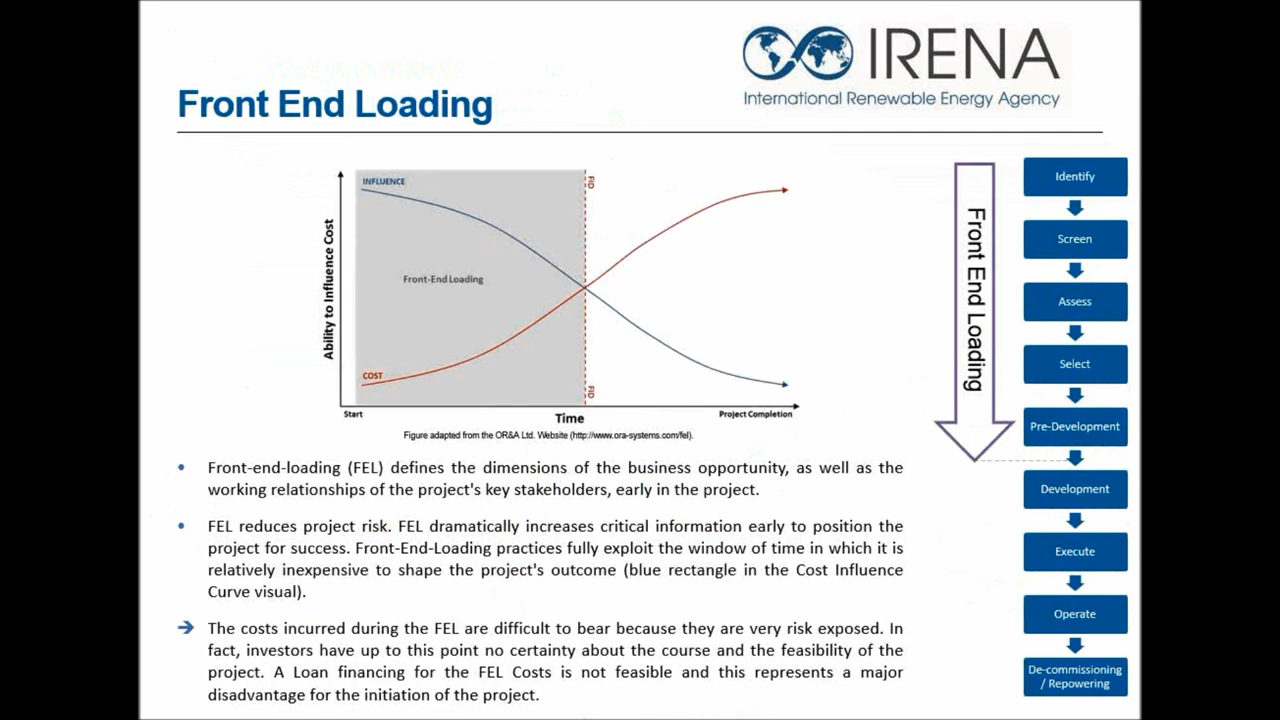 IRENA
International Renewable Energy Agency
Front End Loading
Ability to Influence Cost
INFLUENCE
FID
Front-End Loading
COST
FID
Start
Time
Project Completion
Figure adapted from the OR&A Ltd. Website (http://www.ora-systems.com/fel).
• Front-end-loading (FEL) defines the dimensions of the business opportunity, as well as the
working relationships of the project's key stakeholders, early in the project.
• FEL reduces project risk. FEL dramatically increases critical information early to position the
project for success. Front-End-Loading practices fully exploit the window of time in which it is
relatively inexpensive to shape the project's outcome (blue rectangle in the Cost Influence
Curve visual).
→ The costs incurred during the FEL are difficult to bear because they are very risk exposed. In
fact, investors have up to this point no certainty about the course and the feasibility of the
project. A Loan financing for the FEL Costs is not feasible and this represents a major
disadvantage for the initiation of the project.
Front End Loading
Identify
Screen
Assess
Select
Pre-Development
Development
Execute
Operate
De-commissioning
/ Repowering